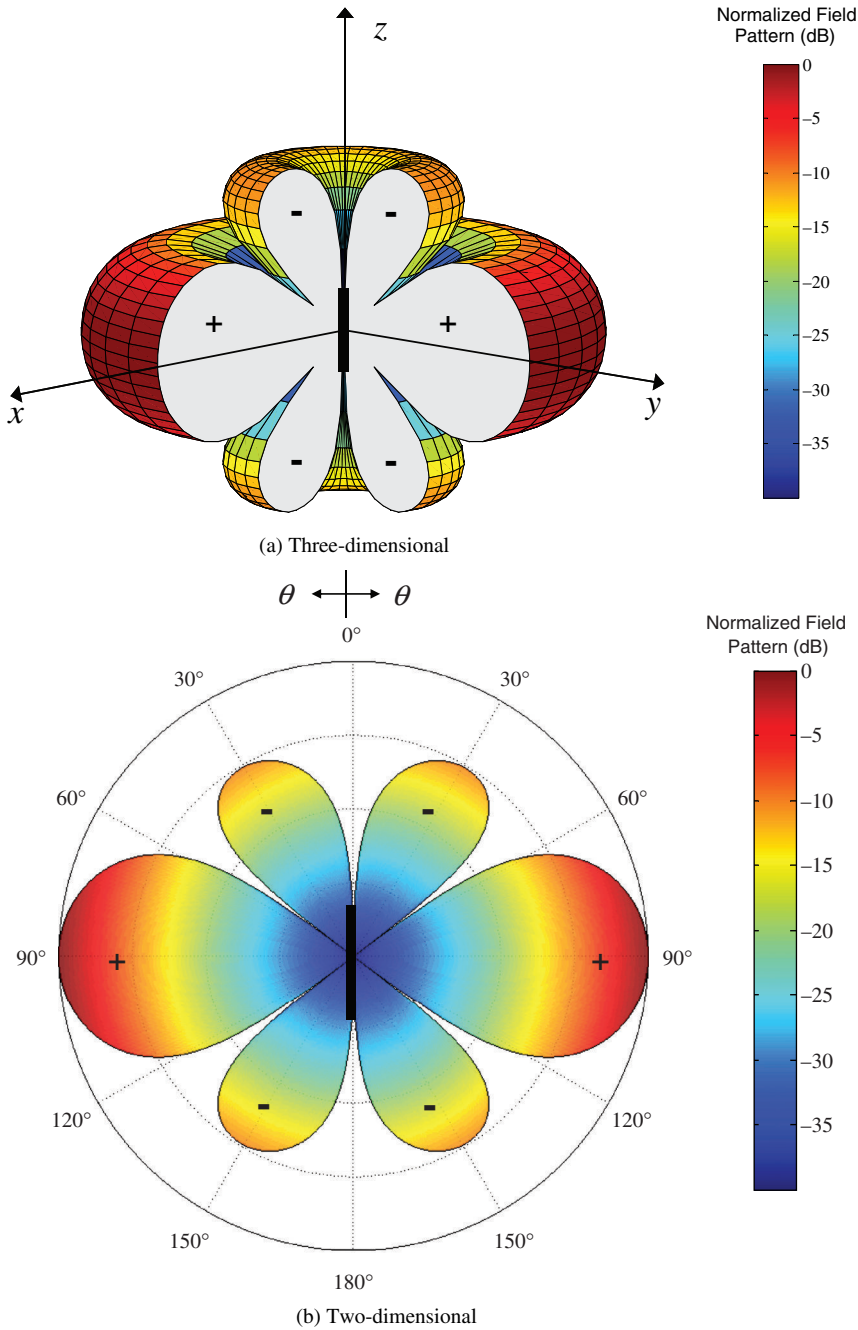 Normalized Field
Pattern (dB)
z
0
–5
–10
–15
–20
–25
–30
–35
- -
+ +
x y
- -
(a) Three-dimensional
θ θ
0°
Normalized Field
Pattern (dB)
0
–5
–10
–15
–20
–25
–30
–35
30° 30°
60° 60°
- -
90° + + 90°
- -
120° 120°
150° 150°
180°
(b) Two-dimensional